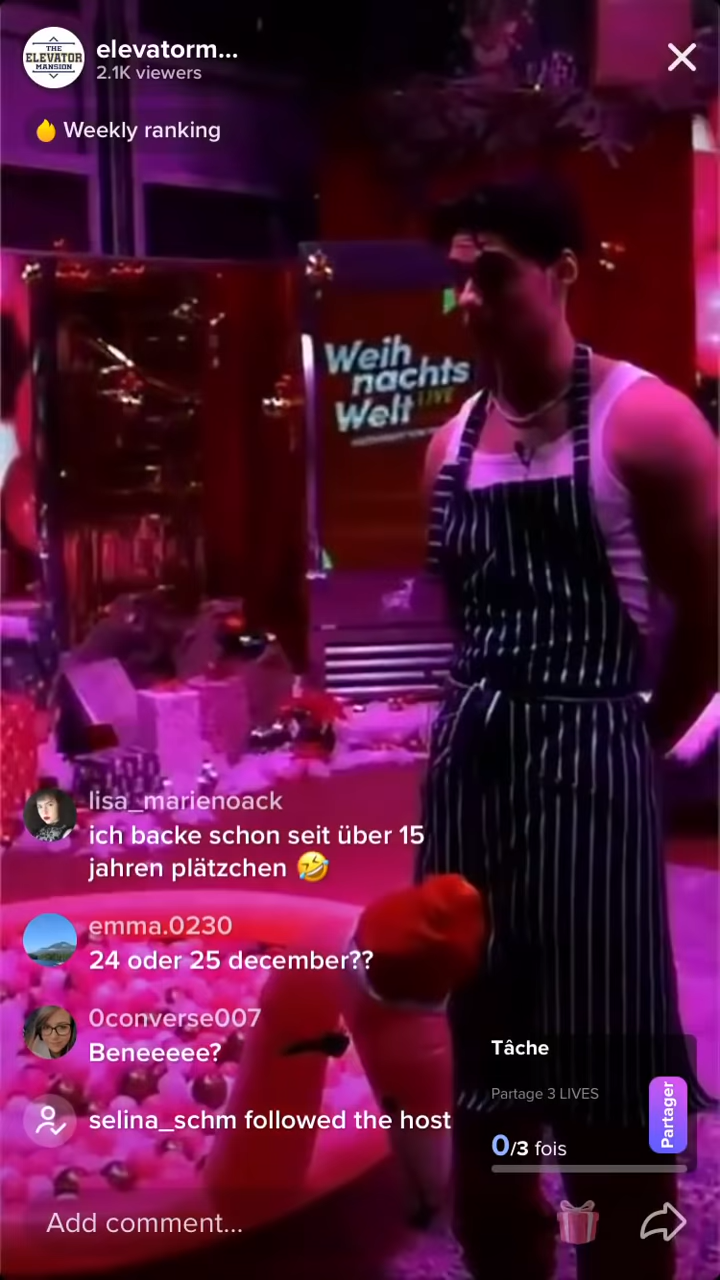 THE
ELEVATOR
MANSION
elevatorm...
2.1K viewers
Weekly ranking
Weih
nachts
Welt LIVE
lisa_marienoack
ich backe schon seit über 15
jahren plätzchen 🤣
emma.0230
24 oder 25 december??
0converse007
Beneeeee?
selina_schm followed the host
Tâche
Partage 3 LIVES
Partager
0/3 fois
Add comment...